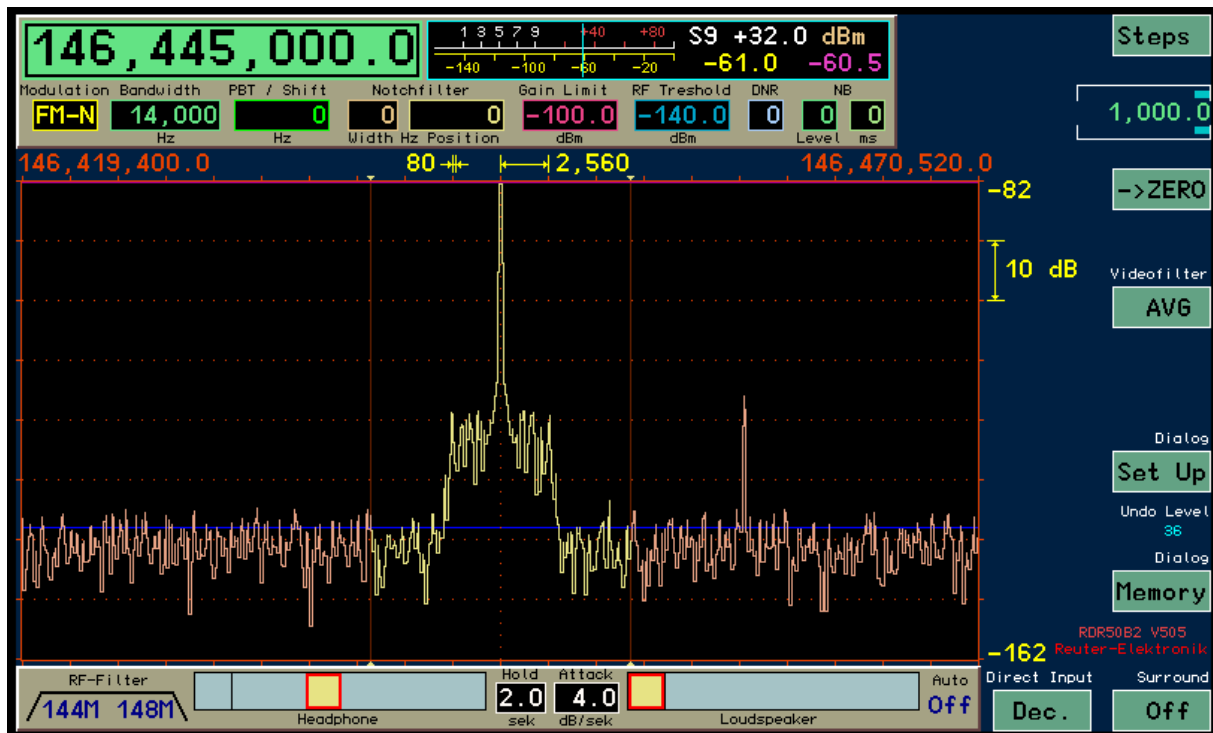 146,445,000.0
1 3 5 7 9 +40 +80 S9 +32.0 dBm
-140 -100 -60 -20 -61.0 -60.5
Steps
Modulation Bandwidth PBT / Shift Notchfilter Gain Limit RF Treshold DNR NB
FM-N 14,000 0 0 0 -100.0 -140.0 0 0 0
Hz Hz Width Hz Position dBm dBm Level ms
1,000.0
146,419,400.0 80 2,560 146,470,520.0
-82
->ZERO
10 dB
Videofilter
AVG
Dialog
Set Up
Undo Level
36
Dialog
Memory
RDR50B2 V505
Reuter-Elektronik
-162
RF-Filter
144M 148M
Headphone
Hold Attack
2.0 4.0
sek dB/sek
Loudspeaker
Auto
Off
Direct Input
Dec.
Surround
Off